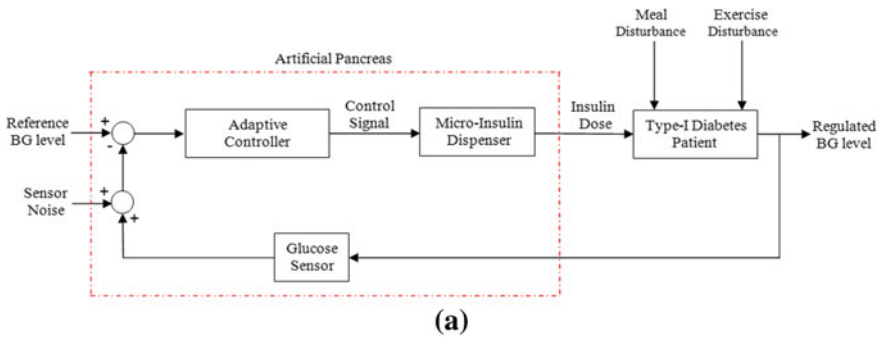 Meal
Disturbance
Exercise
Disturbance
Artificial Pancreas
Reference
BG level
+
-
Adaptive
Controller
Control
Signal
Micro-Insulin
Dispenser
Insulin
Dose
Type-I Diabetes
Patient
Regulated
BG level
Sensor
Noise
+
+
Glucose
Sensor
(a)